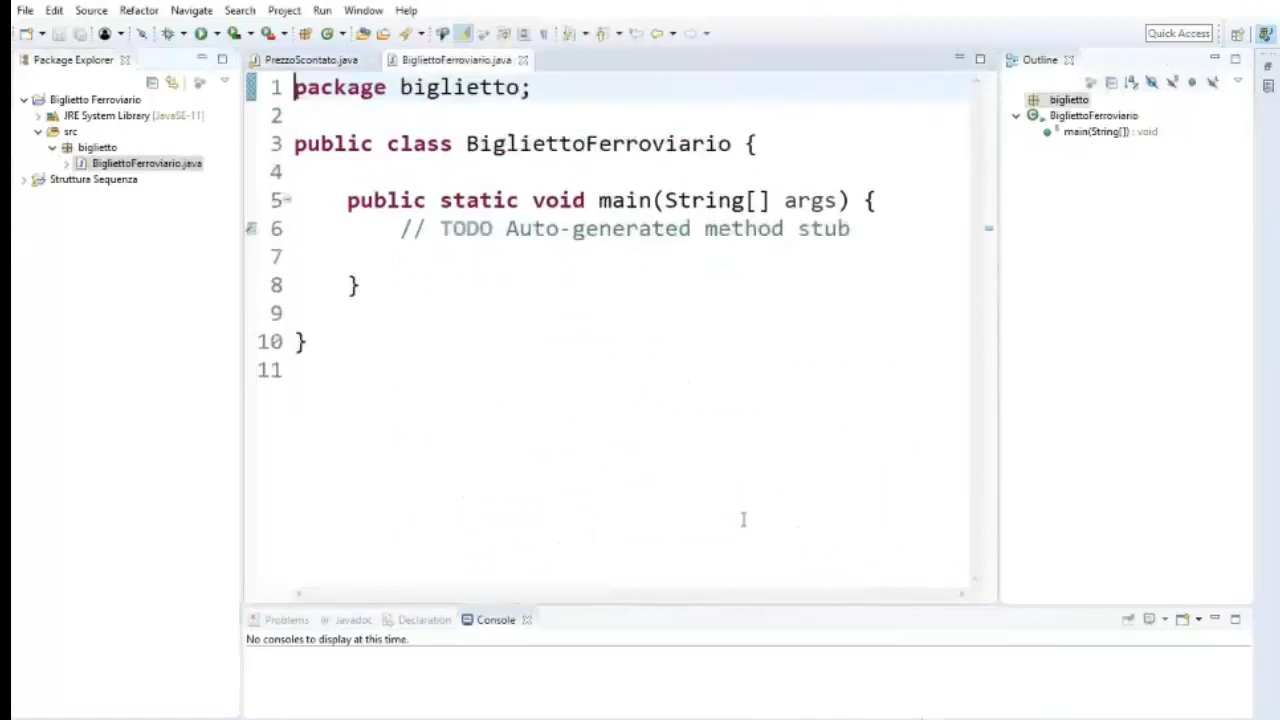 File Edit Source Refactor Navigate Search Project Run Window Help
Quick Access
Package Explorer
Biglietto Ferroviario
JRE System Library [JavaSE-11]
src
biglietto
BigliettoFerroviario.java
Struttura Sequenza
PrezzoScontato.java BigliettoFerroviario.java
1 package biglietto;
2
3 public class BigliettoFerroviario {
4
5 public static void main(String[] args) {
6 // TODO Auto-generated method stub
7
8 }
9
10 }
11
Outline
biglietto
BigliettoFerroviario
main(String[]) : void
Problems Javadoc Declaration Console
No consoles to display at this time.